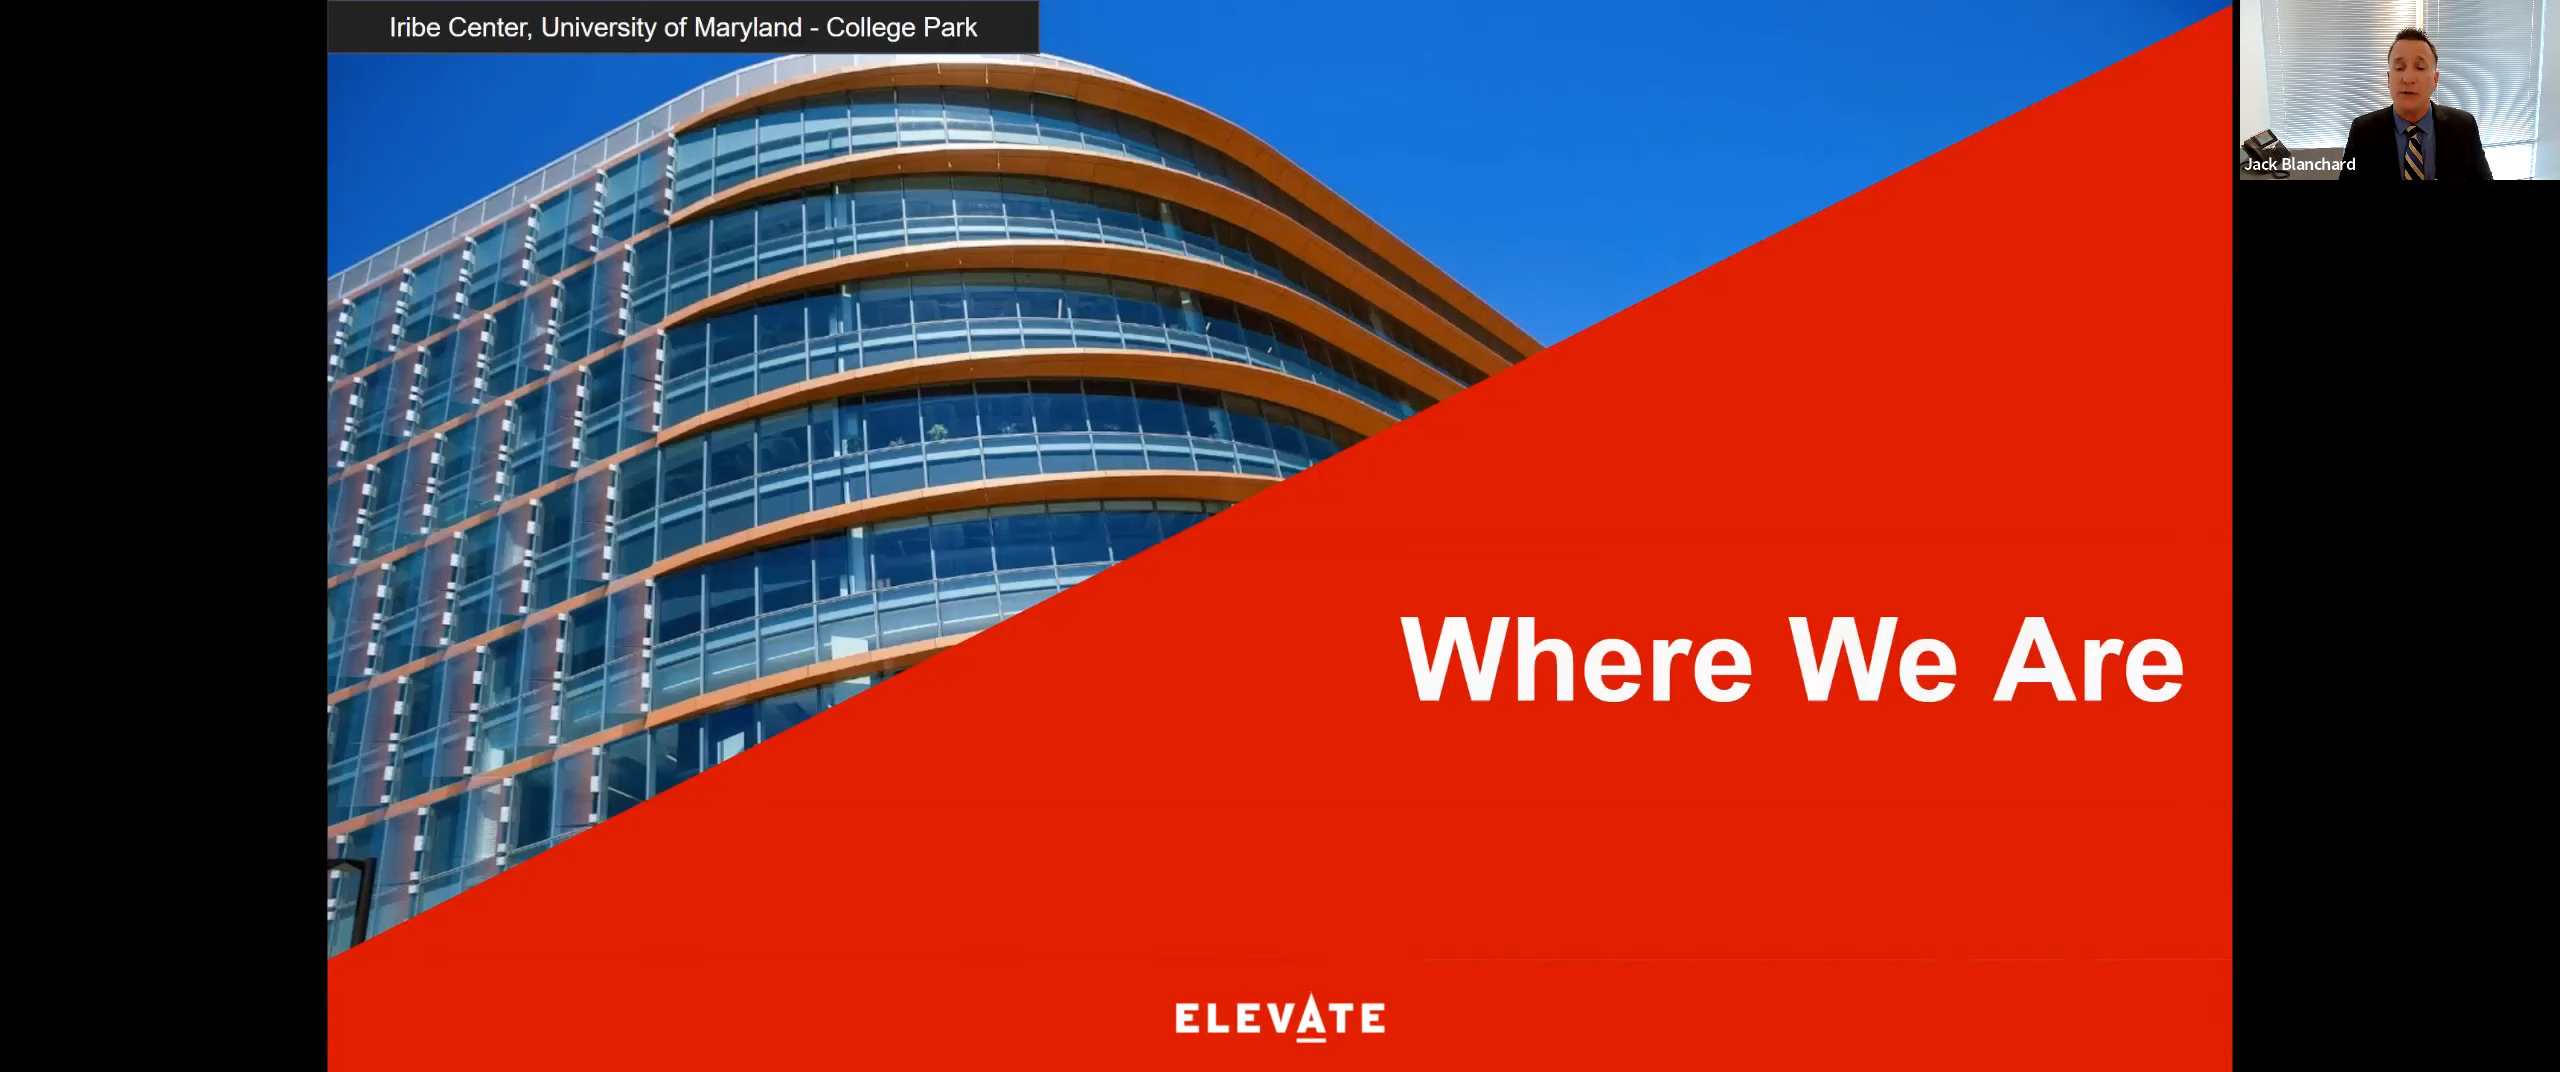 Iribe Center, University of Maryland - College Park
Jack Blanchard
Where We Are
ELEVATE